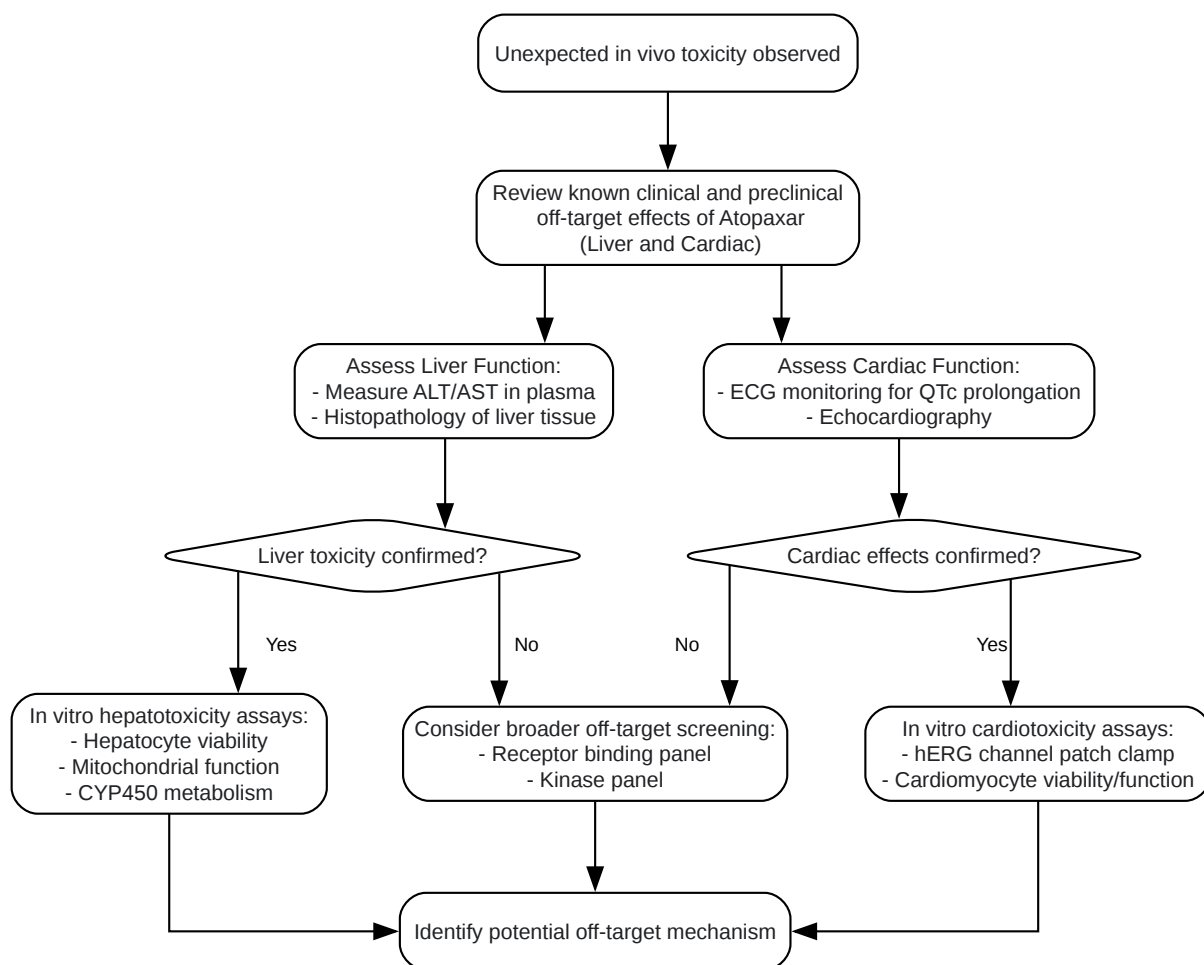 Unexpected in vivo toxicity observed
Review known clinical and preclinical
off-target effects of Atopaxar
(Liver and Cardiac)
Assess Liver Function:
- Measure ALT/AST in plasma
- Histopathology of liver tissue
Assess Cardiac Function:
- ECG monitoring for QTc prolongation
- Echocardiography
Liver toxicity confirmed?
Cardiac effects confirmed?
Yes
No
No
Yes
In vitro hepatotoxicity assays:
- Hepatocyte viability
- Mitochondrial function
- CYP450 metabolism
Consider broader off-target screening:
- Receptor binding panel
- Kinase panel
In vitro cardiotoxicity assays:
- hERG channel patch clamp
- Cardiomyocyte viability/function
Identify potential off-target mechanism